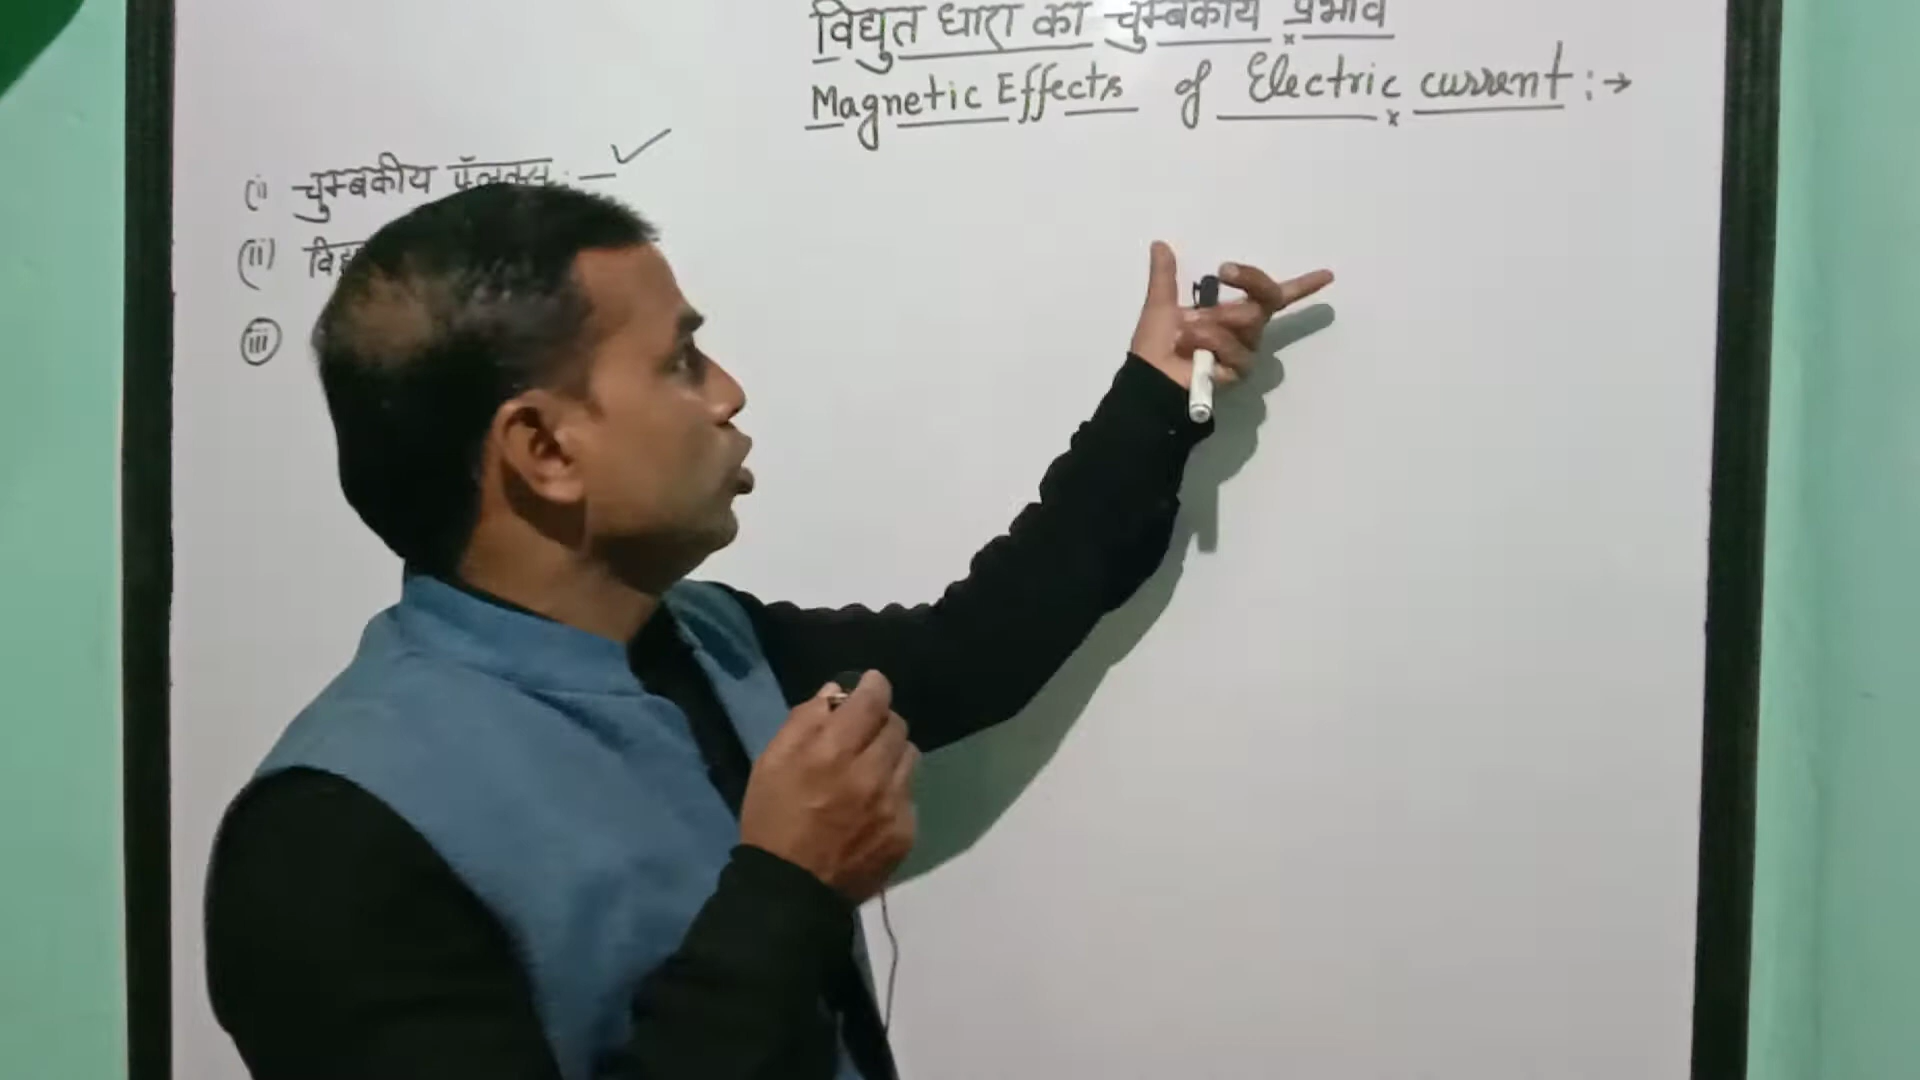 विद्युत धारा का चुम्बकीय प्रभाव
Magnetic Effects of Electric current :→
(i चुम्बकीय फॅलक्स : —
(ii)
(iii)